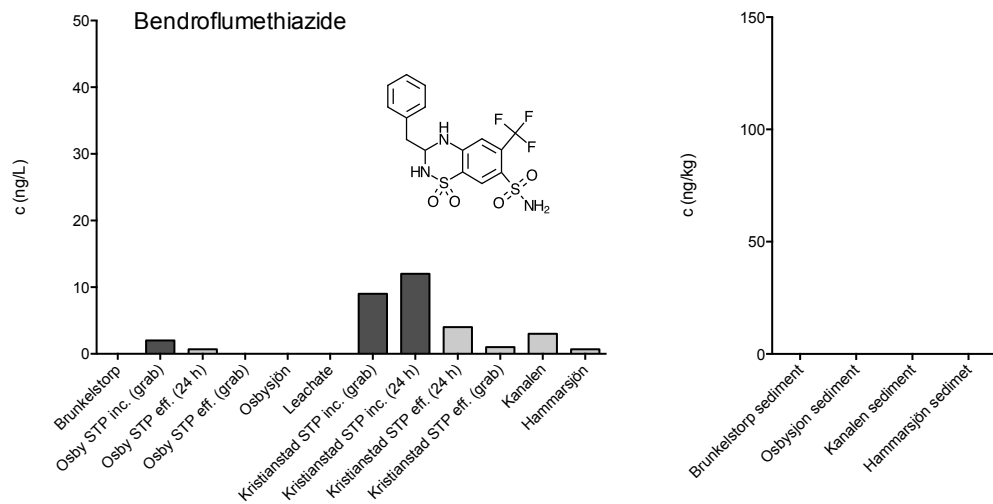 Bendroflumethiazide
c (ng/L)
50
40
30
20
10
0
Brunkelstorp
Osby STP inc. (grab)
Osby STP eff. (24 h)
Osby STP eff. (grab)
Osbysjön
Leachate
Kristianstad STP inc. (grab)
Kristianstad STP inc. (24 h)
Kristianstad STP eff. (24 h)
Kristianstad STP eff. (grab)
Kanalen
Hammarsjön
H
N
F
F
F
HN
S
O
O
O
S
O
NH2
c (ng/kg)
150
100
50
0
Brunkelstorp sediment
Osbysjon sediment
Kanalen sediment
Hammarsjön sedimet